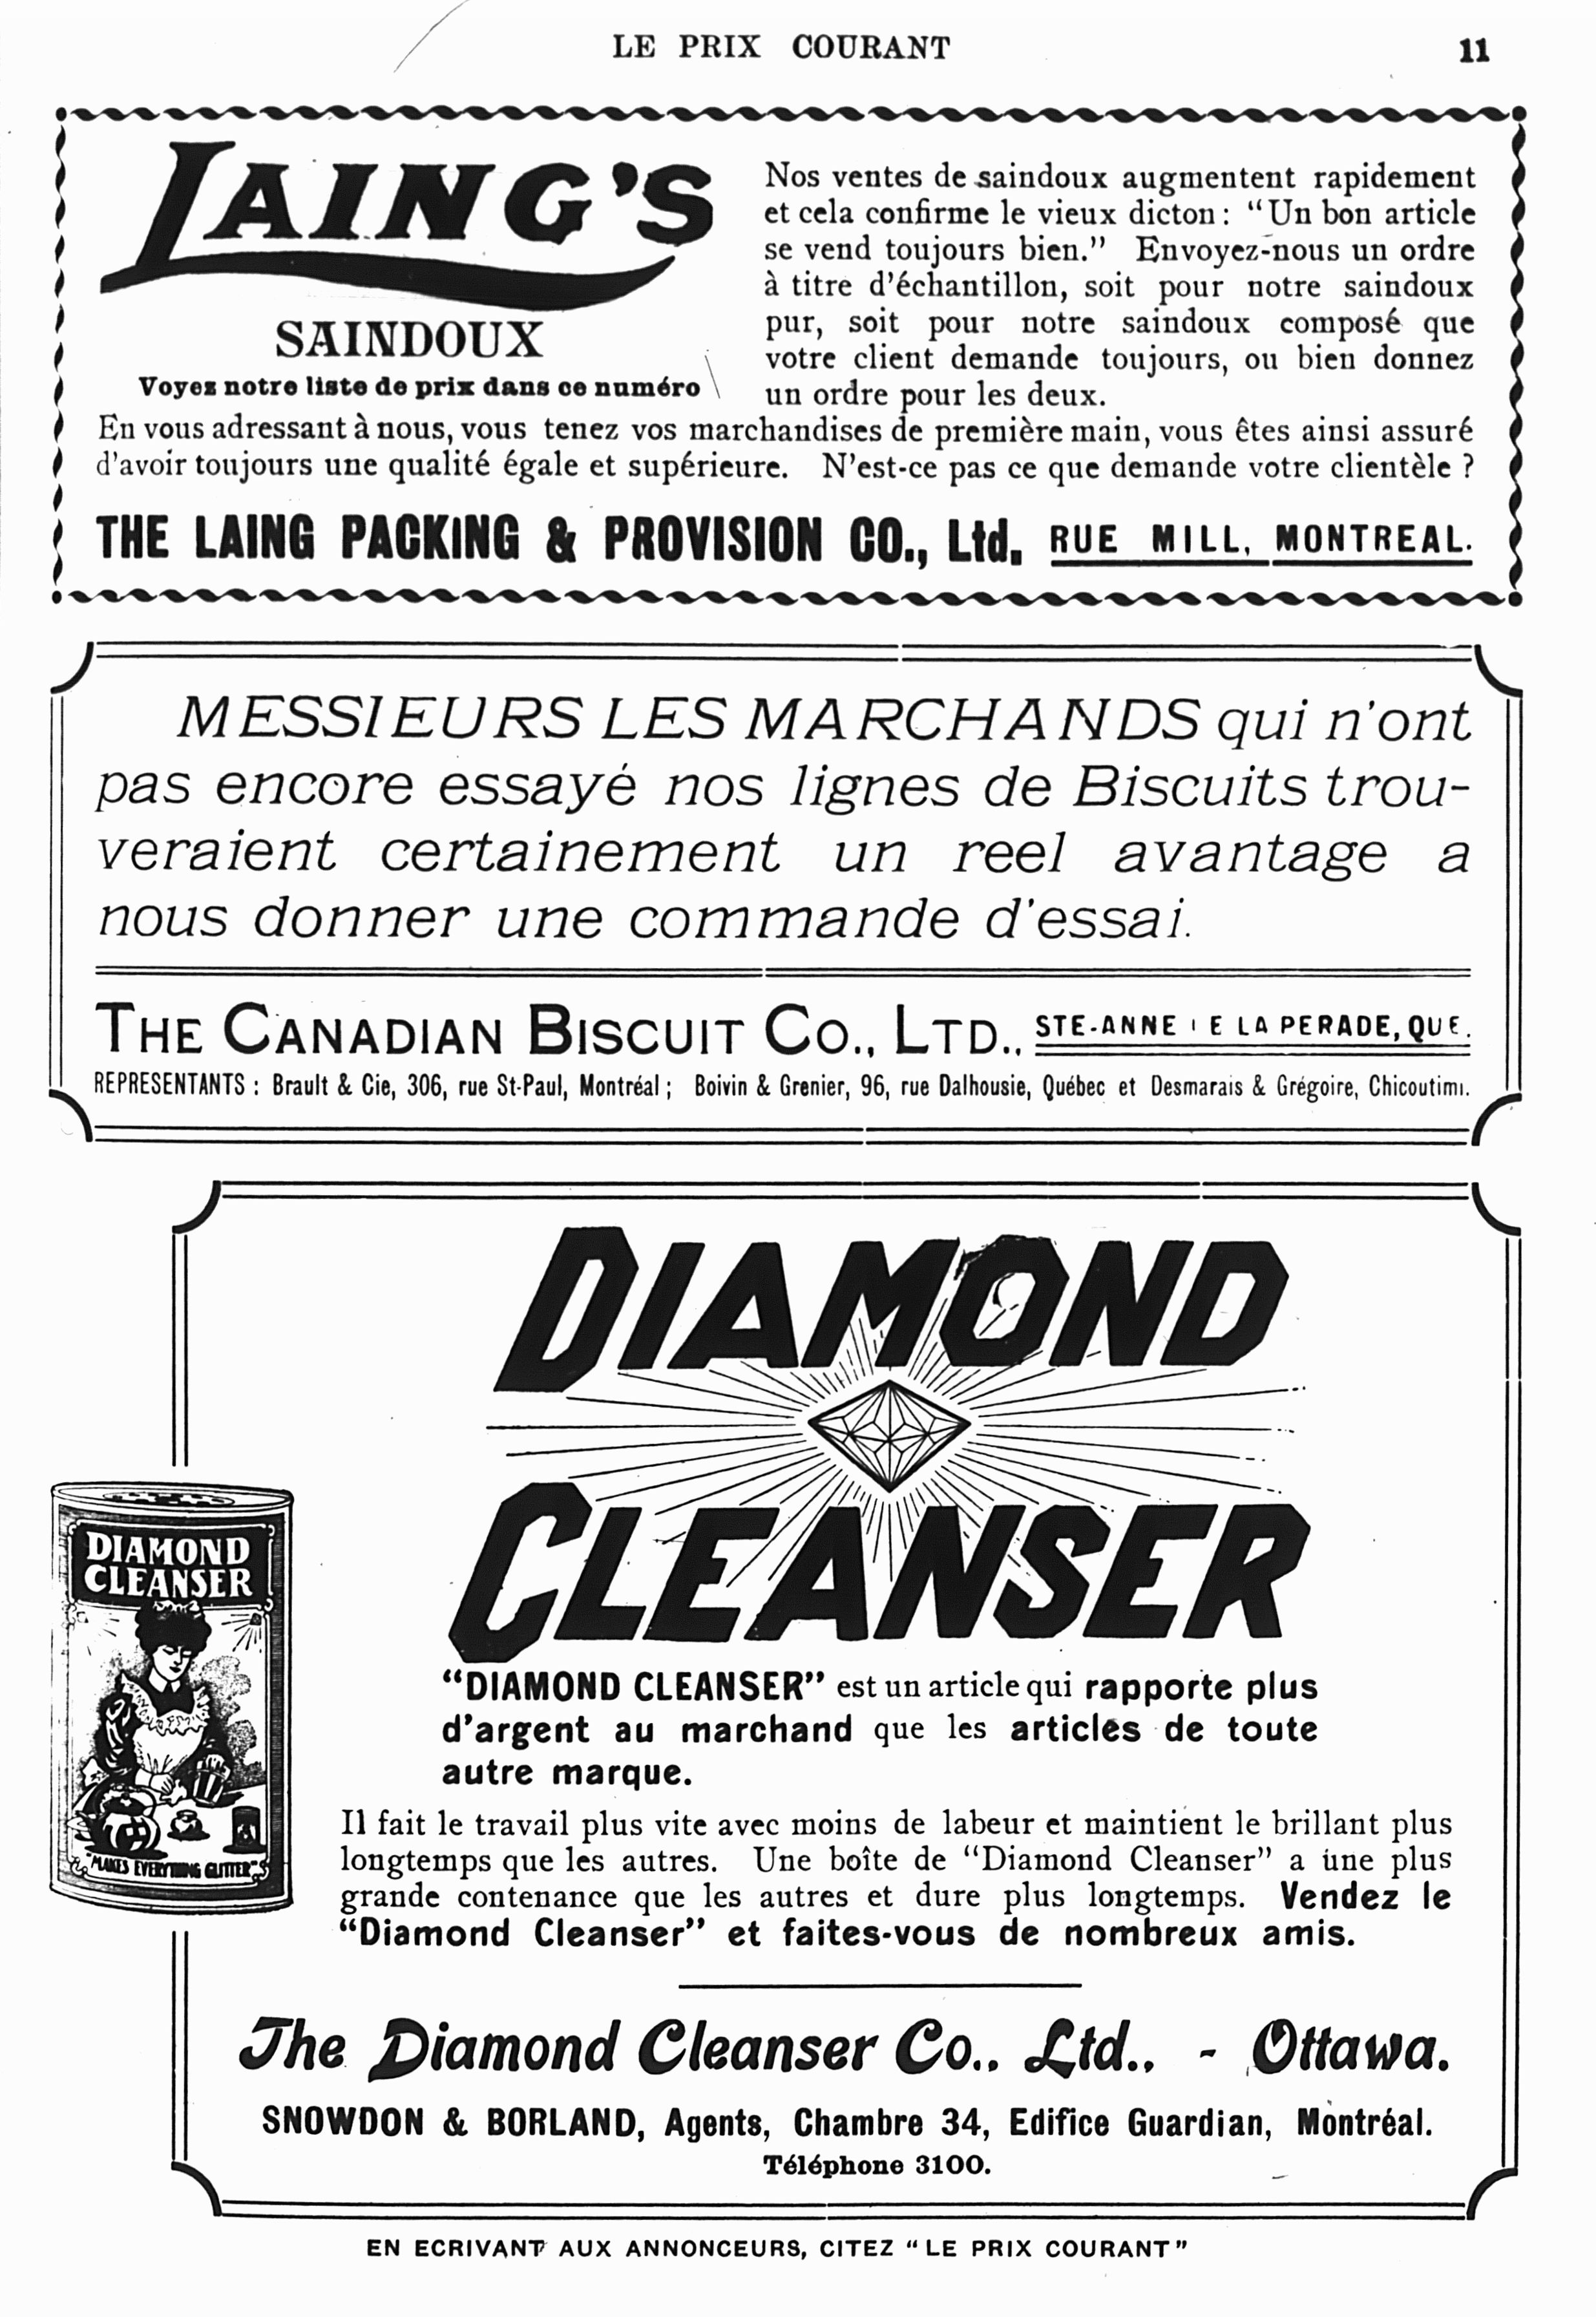 LE PRIX COURANT 11
LAING'S
SAINDOUX
Voyez notre liste de prix dans ce numéro
Nos ventes de saindoux augmentent rapidement
et cela confirme le vieux dicton : "Un bon article
se vend toujours bien." Envoyez-nous un ordre
à titre d'échantillon, soit pour notre saindoux
pur, soit pour notre saindoux composé que
votre client demande toujours, ou bien donnez
un ordre pour les deux.
En vous adressant à nous, vous tenez vos marchandises de première main, vous êtes ainsi assuré
d'avoir toujours une qualité égale et supérieure. N'est-ce pas ce que demande votre clientèle ?
THE LAING PACKING & PROVISION CO., Ltd. RUE MILL, MONTREAL.
MESSIEURS LES MARCHANDS qui n'ont
pas encore essayé nos lignes de Biscuits trou-
veraient certainement un reel avantage a
nous donner une commande d'essai.
THE CANADIAN BISCUIT CO., LTD., STE-ANNE E LA PERADE, QUE.
REPRESENTANTS : Brault & Cie, 306, rue St-Paul, Montréal ; Boivin & Grenier, 96, rue Dalhousie, Québec et Desmarais & Grégoire, Chicoutimi.
DIAMOND
CLEANSER
DIAMOND
CLEANSER
"MAKES EVERYTHING GLITTER"
"DIAMOND CLEANSER" est un article qui rapporte plus
d'argent au marchand que les articles de toute
autre marque.
Il fait le travail plus vite avec moins de labeur et maintient le brillant plus
longtemps que les autres. Une boîte de "Diamond Cleanser" a une plus
grande contenance que les autres et dure plus longtemps. Vendez le
"Diamond Cleanser" et faites-vous de nombreux amis.
The Diamond Cleanser Co., Ltd., - Ottawa.
SNOWDON & BORLAND, Agents, Chambre 34, Edifice Guardian, Montréal.
Téléphone 3100.
EN ECRIVANT AUX ANNONCEURS, CITEZ "LE PRIX COURANT"